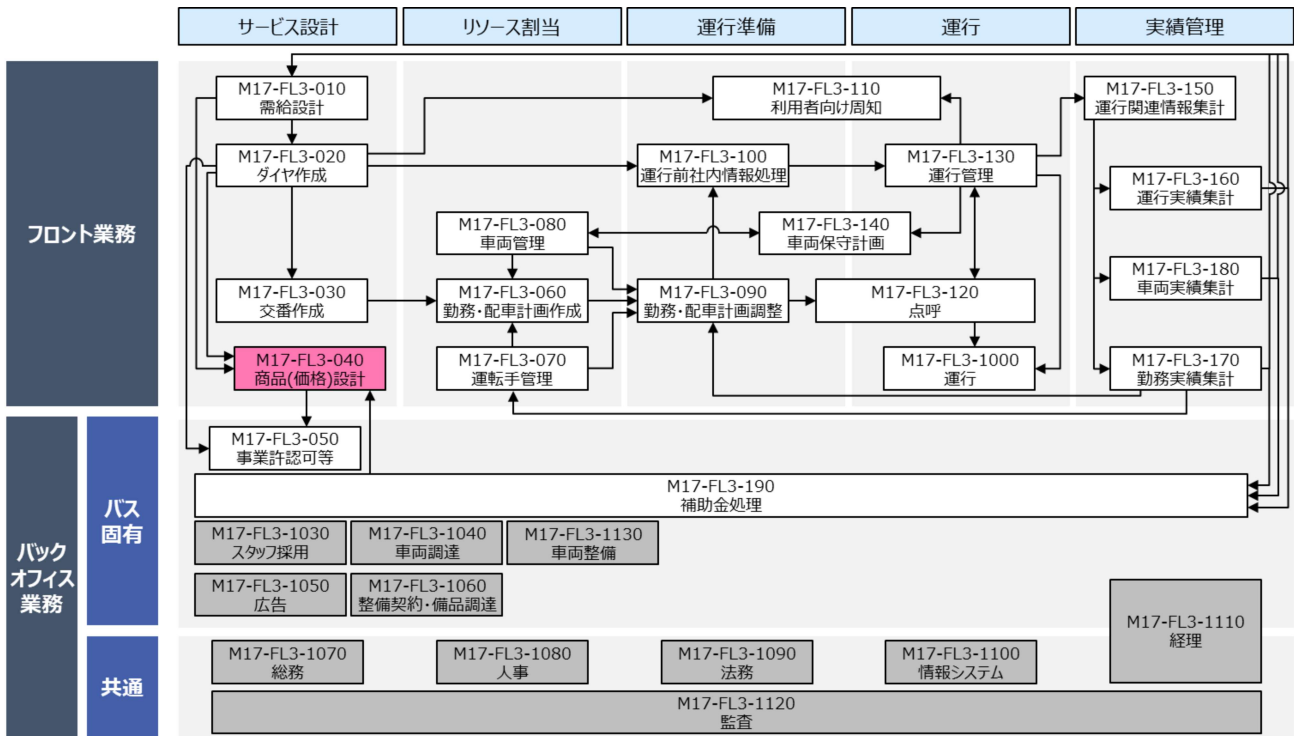 サービス設計
リソース割当
運行準備
運行
実績管理
フロント業務
M17-FL3-010
需給設計
M17-FL3-110
利用者向け周知
M17-FL3-150
運行関連情報集計
M17-FL3-020
ダイヤ作成
M17-FL3-100
運行前社内情報処理
M17-FL3-130
運行管理
M17-FL3-160
運行実績集計
M17-FL3-080
車両管理
M17-FL3-140
車両保守計画
M17-FL3-180
車両実績集計
M17-FL3-030
交番作成
M17-FL3-060
勤務・配車計画作成
M17-FL3-090
勤務・配車計画調整
M17-FL3-120
点呼
M17-FL3-040
商品(価格)設計
M17-FL3-070
運転手管理
M17-FL3-1000
運行
M17-FL3-170
勤務実績集計
バック
オフィス
業務
バス
固有
M17-FL3-050
事業許認可等
M17-FL3-190
補助金処理
M17-FL3-1030
スタッフ採用
M17-FL3-1040
車両調達
M17-FL3-1130
車両整備
M17-FL3-1050
広告
M17-FL3-1060
整備契約・備品調達
M17-FL3-1110
経理
共通
M17-FL3-1070
総務
M17-FL3-1080
人事
M17-FL3-1090
法務
M17-FL3-1100
情報システム
M17-FL3-1120
監査